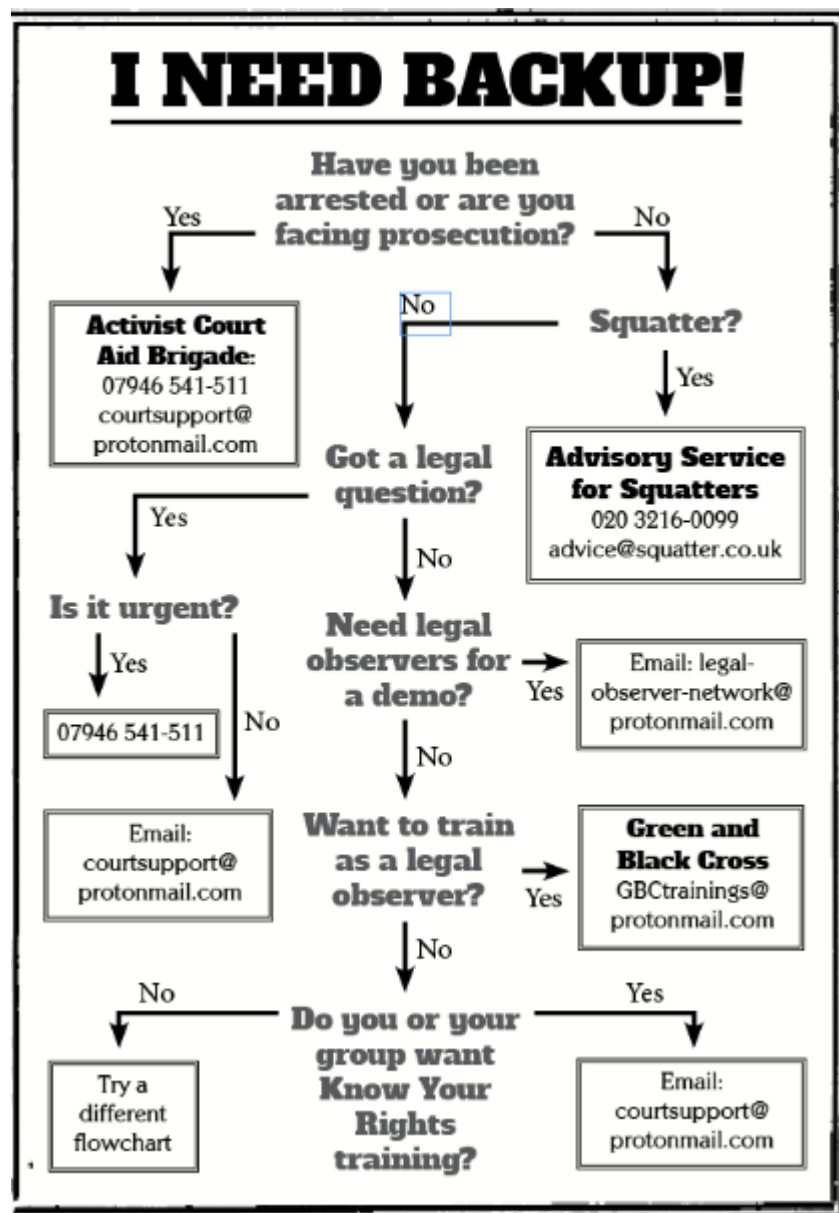 I NEED BACKUP!
Have you been
arrested or are you
facing prosecution?
Yes
No
Activist Court
Aid Brigade:
07946 541-511
courtsupport@
protonmail.com
No
Squatter?
Yes
Advisory Service
for Squatters
020 3216-0099
advice@squatter.co.uk
Got a legal
question?
Yes
No
Is it urgent?
Yes
07946 541-511
No
Email:
courtsupport@
protonmail.com
Need legal
observers for
a demo?
Yes
Email: legal-
observer-network@
protonmail.com
No
Want to train
as a legal
observer?
Yes
Green and
Black Cross
GBCtrainings@
protonmail.com
No
Do you or your
group want
Know Your
Rights
training?
No
Try a
different
flowchart
Yes
Email:
courtsupport@
protonmail.com